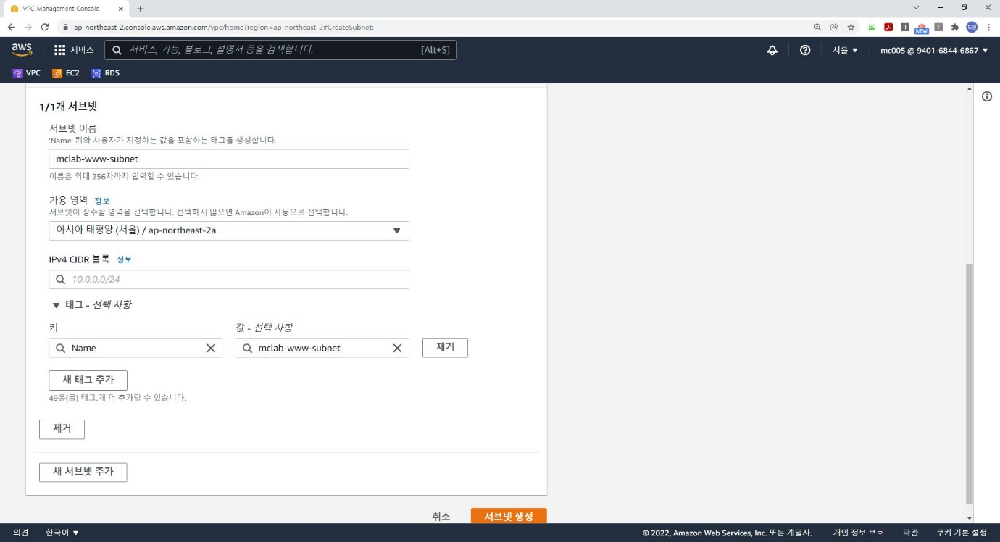 VPC Management Console
ap-northeast-2.console.aws.amazon.com/vpc/home?region=ap-northeast-2#CreateSubnet:
NEW
도원
aws
서비스
서비스, 기능, 블로그, 설명서 등을 검색합니다.
[Alt+S]
서울
mc005 @ 9401-6844-6867
VPC
EC2
RDS
1/1개 서브넷
서브넷 이름
'Name' 키와 사용자가 지정하는 값을 포함하는 태그를 생성합니다.
mclab-www-subnet
이름은 최대 256자까지 입력할 수 있습니다.
가용 영역 정보
서브넷이 상주할 영역을 선택합니다. 선택하지 않으면 Amazon이 자동으로 선택합니다.
아시아 태평양 (서울) / ap-northeast-2a
IPv4 CIDR 블록 정보
10.0.0.0/24
태그 - 선택 사항
키
값 - 선택 사항
Name
mclab-www-subnet
제거
새 태그 추가
49을(를) 태그.개 더 추가할 수 있습니다.
제거
새 서브넷 추가
취소
서브넷 생성
의견
한국어
© 2022, Amazon Web Services, Inc. 또는 계열사.
개인 정보 보호
약관
쿠키 기본 설정